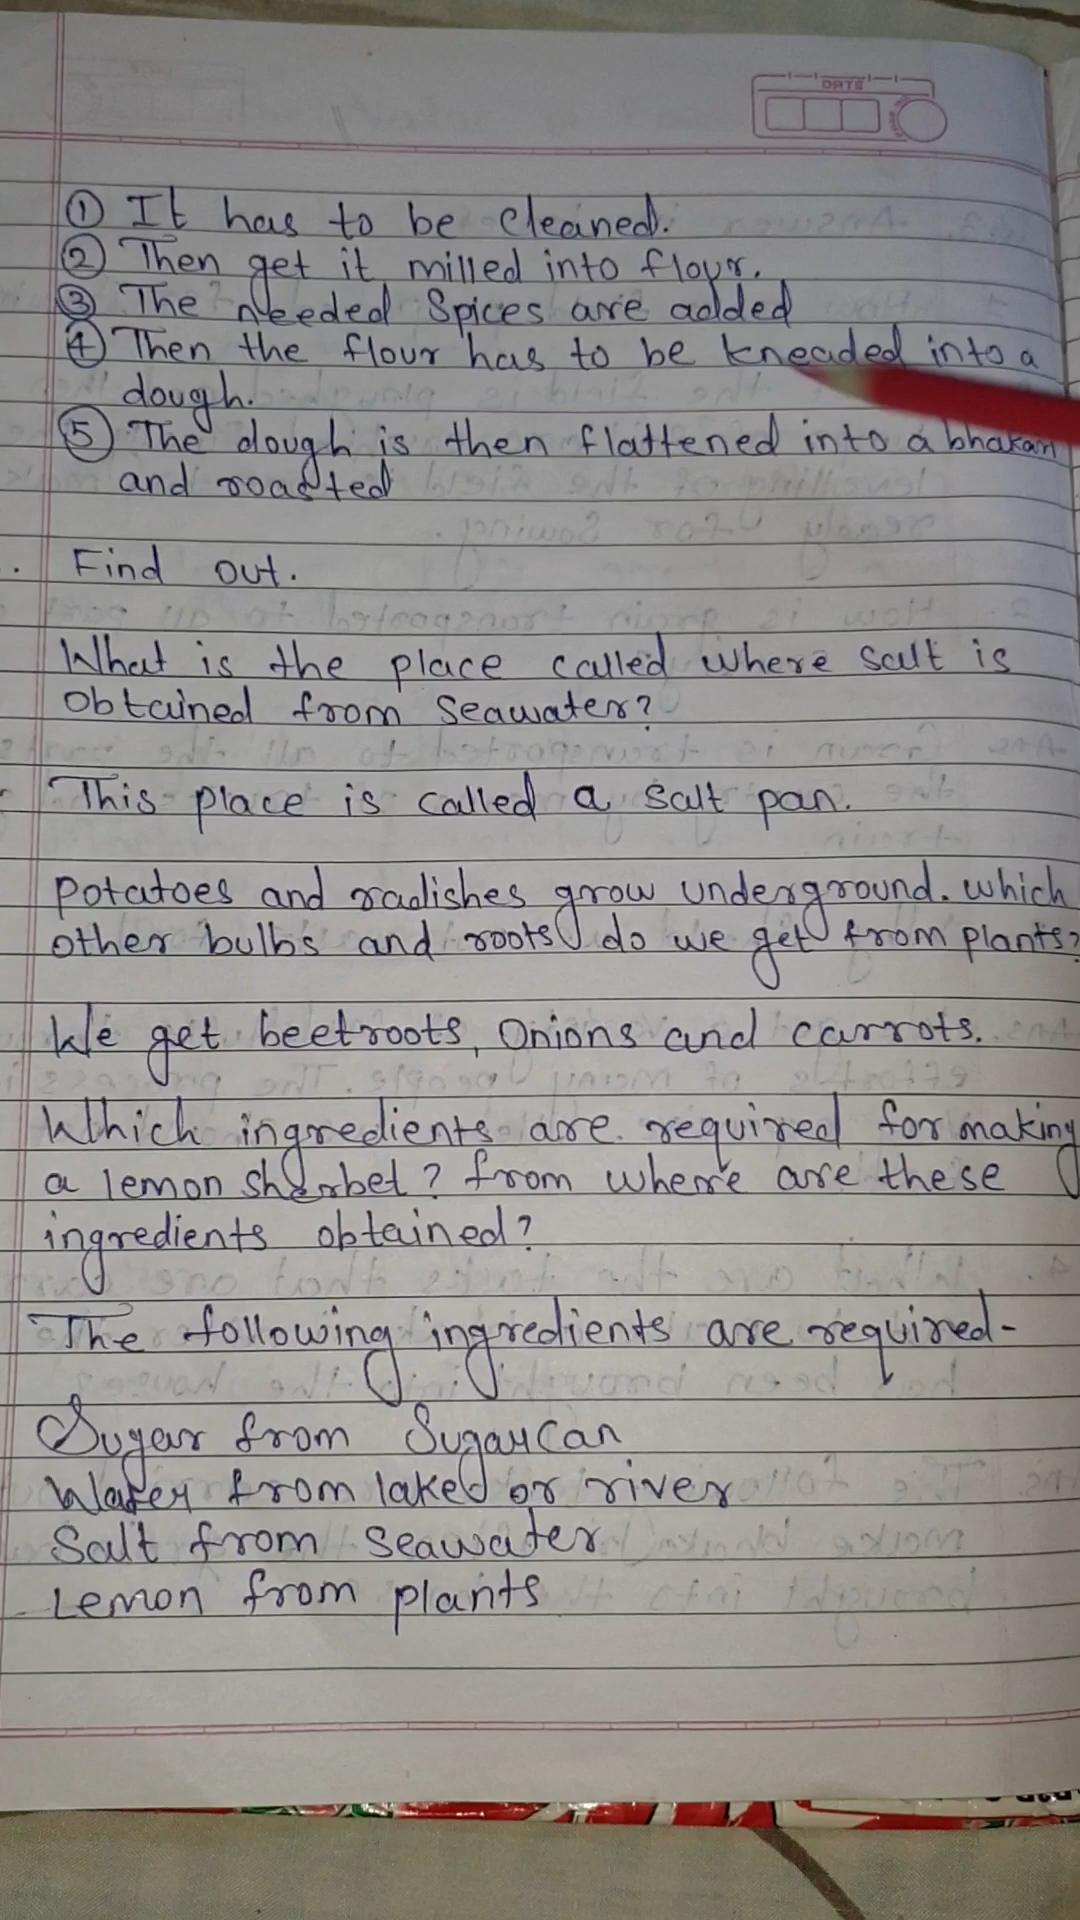 DATE
① It has to be cleaned.
② Then get it milled into flour.
③ The needed Spices are added
④ Then the flour has to be kneaded into a
dough.
⑤ The dough is then flattened into a bhakari
and roasted
Find out.
What is the place called where salt is
obtained from seawater?
This place is called a salt pan.
potatoes and radishes grow underground. which
other bulbs and roots do we get from plants?
We get beetroots, Onions and carrots.
Which ingredients are required for making
a lemon sherbet? from where are these
ingredients obtained?
The following ingredients are required-
Sugar from Sugarcan
Water from laked or river
Salt from seawater
Lemon from plants